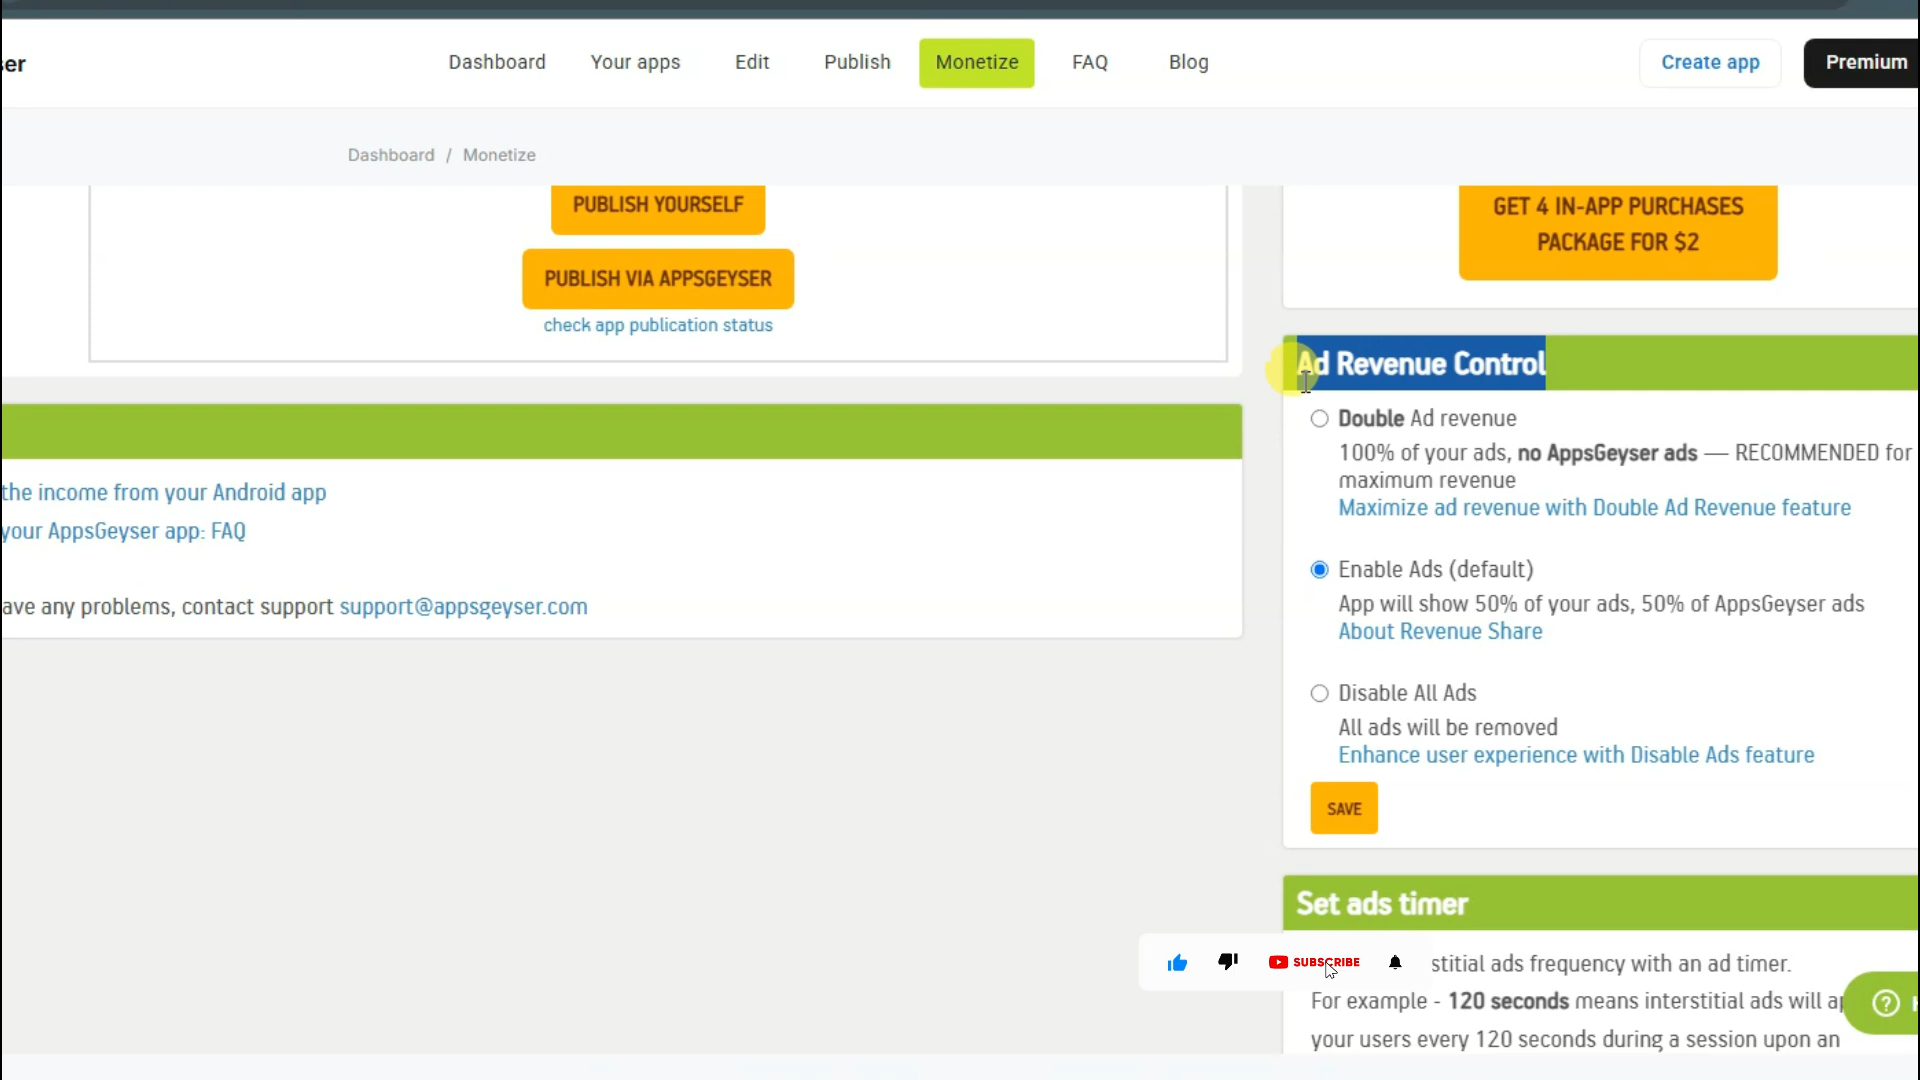 ser
Dashboard
Your apps
Edit
Publish
Monetize
FAQ
Blog
Create app
Premium
Dashboard / Monetize
PUBLISH YOURSELF
PUBLISH VIA APPSGEYSER
check app publication status
the income from your Android app
your AppsGeyser app: FAQ
ave any problems, contact support support@appsgeyser.com
GET 4 IN-APP PURCHASES
PACKAGE FOR $2
Ad Revenue Control
Double Ad revenue
100% of your ads, no AppsGeyser ads — RECOMMENDED for
maximum revenue
Maximize ad revenue with Double Ad Revenue feature
Enable Ads (default)
App will show 50% of your ads, 50% of AppsGeyser ads
About Revenue Share
Disable All Ads
All ads will be removed
Enhance user experience with Disable Ads feature
SAVE
Set ads timer
stitial ads frequency with an ad timer.
For example - 120 seconds means interstitial ads will ap
your users every 120 seconds during a session upon an
SUBSCRIBE